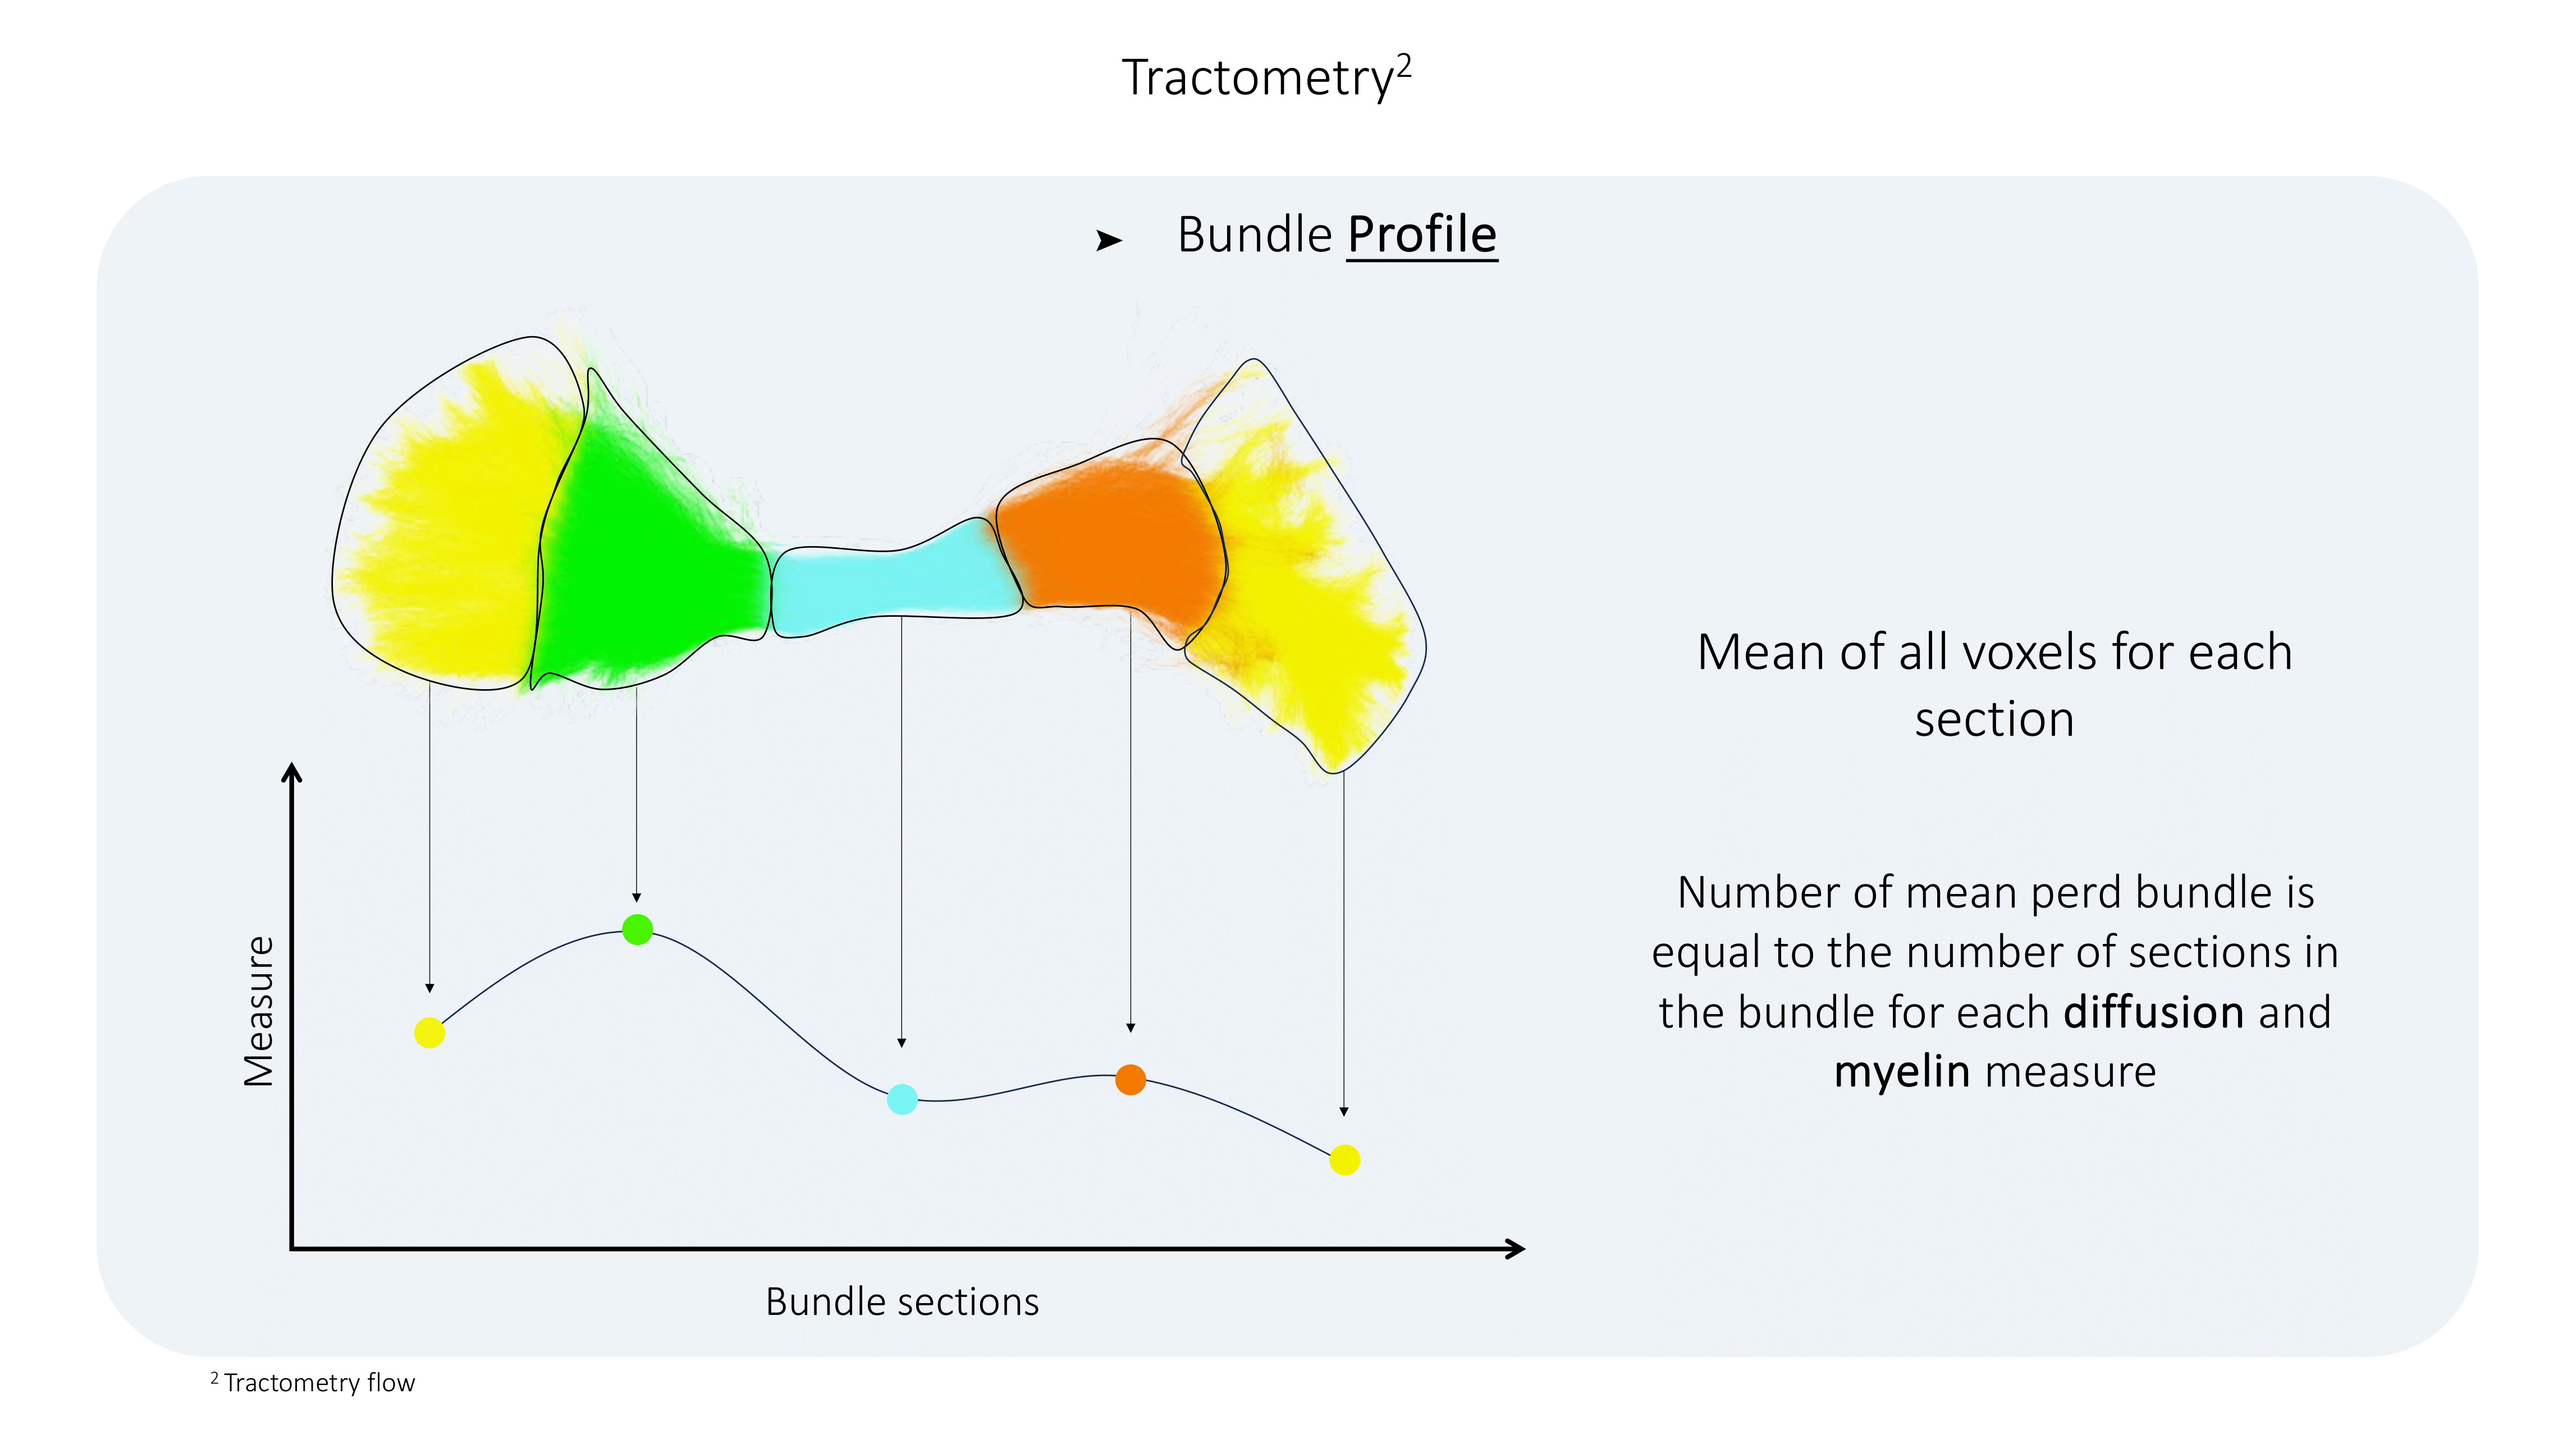 Tractometry²
➤ Bundle Profile
Mean of all voxels for each
section
Number of mean perd bundle is
equal to the number of sections in
the bundle for each diffusion and
myelin measure
Measure
Bundle sections
² Tractometry flow